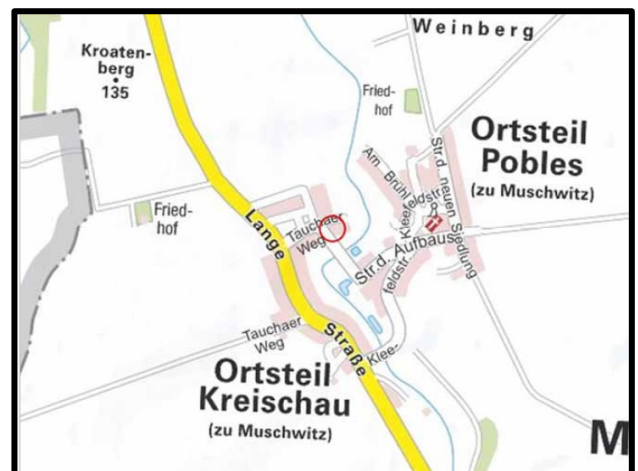 Weinberg
Kroaten-
berg
135
Fried-
hof
Ortsteil
Pobles
(zu Muschwitz)
Am Brühl
Kleefeldstr.
Str.d. neuen Siedlung
Fried-
hof
Lange
Straße
Tauchaer
Weg
Str.d. Aufbaus
Klee-
feldstr.
Tauchaer
Weg
Ortsteil
Kreischau
(zu Muschwitz)
M